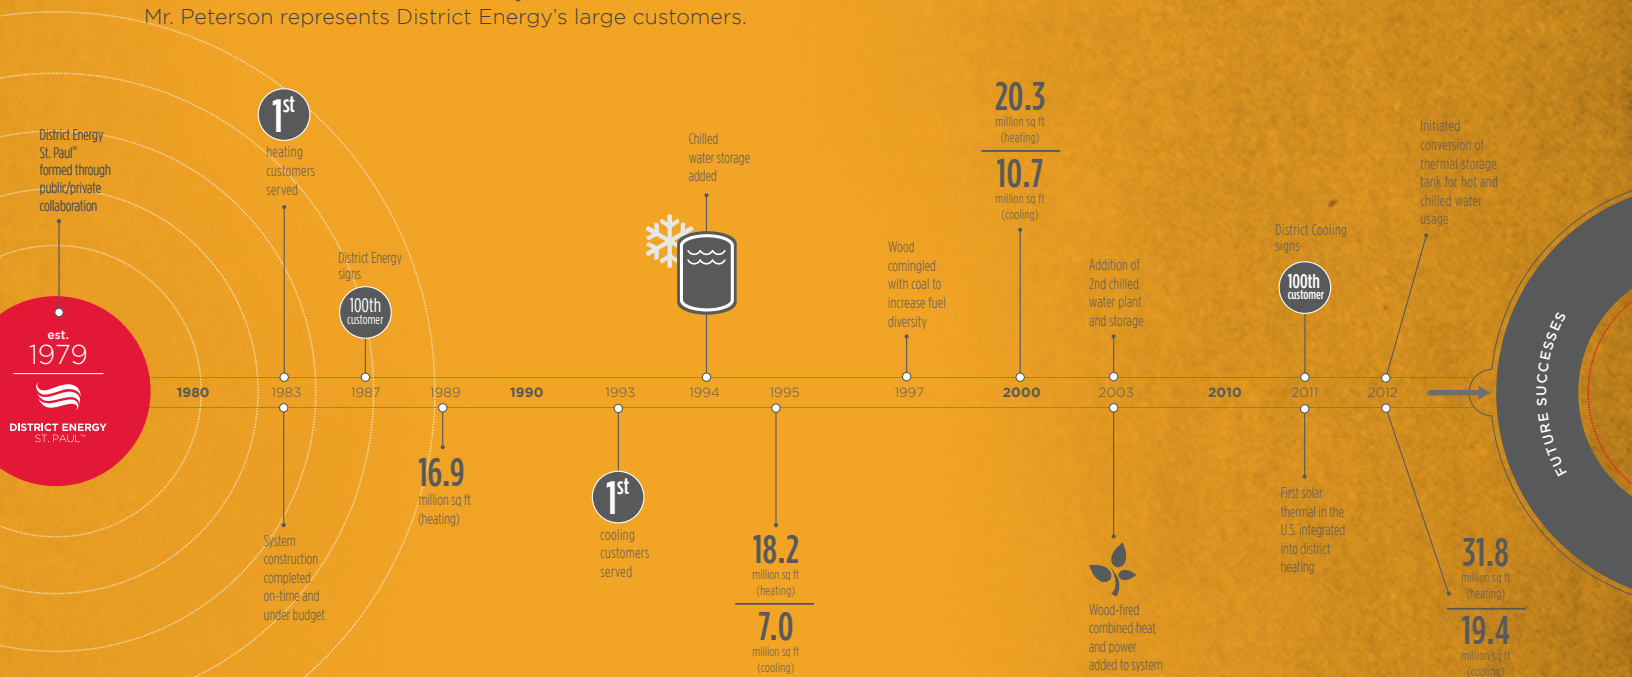 Mr. Peterson represents District Energy’s large customers.
District Energy
St. Paul™
formed through
public/private
collaboration
est.
1979
DISTRICT ENERGY
ST. PAUL™
1980
1st
heating
customers
served
1983
System
construction
completed
on-time and
under budget
District Energy
signs
100th
customer
1987
1989
16.9
million sq ft
(heating)
1990
1993
1st
cooling
customers
served
Chilled
water storage
added
1994
1995
18.2
million sq ft
(heating)
7.0
million sq ft
(cooling)
Wood
comingled
with coal to
increase fuel
diversity
1997
20.3
million sq ft
(heating)
10.7
million sq ft
(cooling)
2000
Addition of
2nd chilled
water plant
and storage
2003
Wood-fired
combined heat
and power
added to system
2010
District Cooling
signs
100th
customer
2011
First solar
thermal in the
U.S. integrated
into district
heating
Initiated
conversion of
thermal storage
tank for hot and
chilled water
usage
2012
31.8
million sq ft
(heating)
19.4
million sq ft
(cooling)
FUTURE SUCCESSES